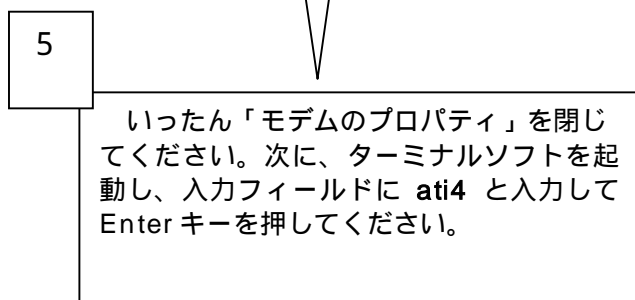 5
いったん「モデムのプロパティ」を閉じ
てください。次に、ターミナルソフトを起
動し、入力フィールドに ati4 と入力して
Enter キーを押してください。